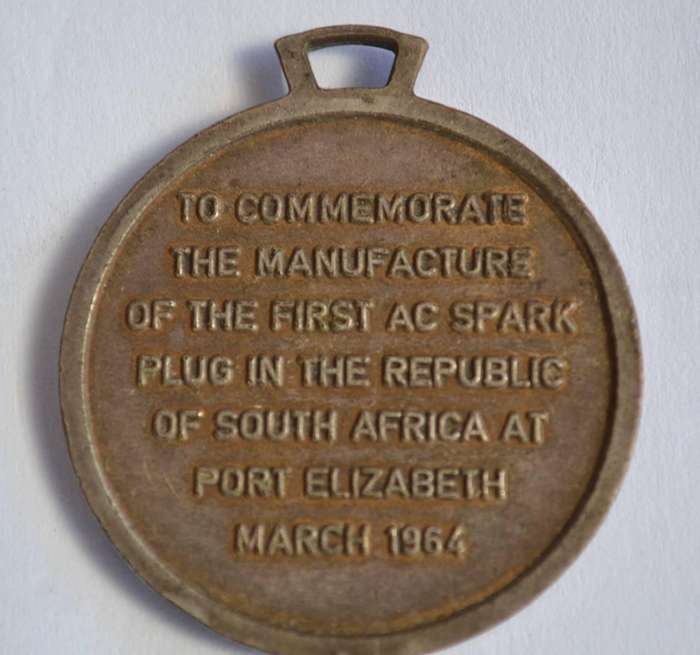 TO COMMEMORATE
THE MANUFACTURE
OF THE FIRST AC SPARK
PLUG IN THE REPUBLIC
OF SOUTH AFRICA AT
PORT ELIZABETH
MARCH 1964